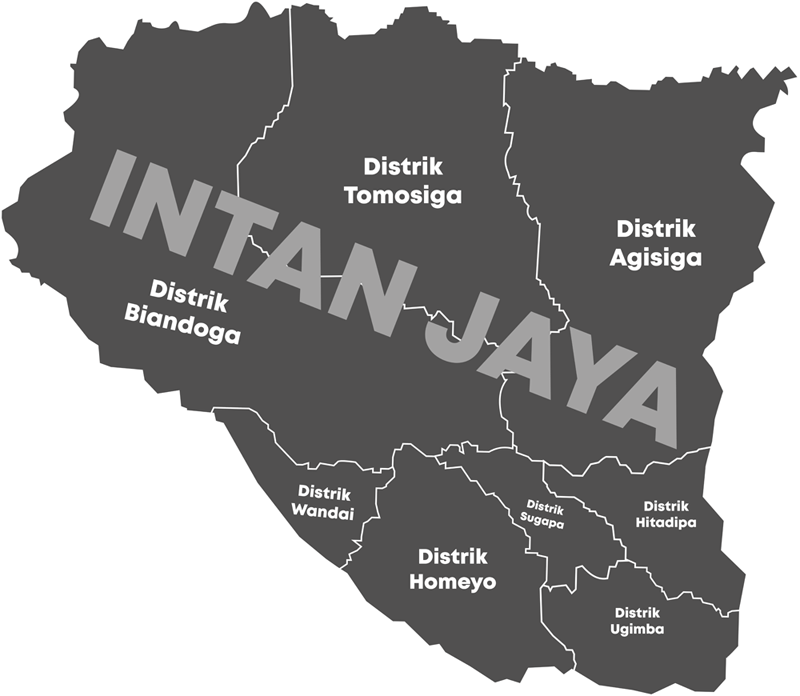 INTAN JAYA
Distrik
Tomosiga
Distrik
Agisiga
Distrik
Biandoga
Distrik
Wandai
Distrik
Sugapa
Distrik
Hitadipa
Distrik
Homeyo
Distrik
Ugimba